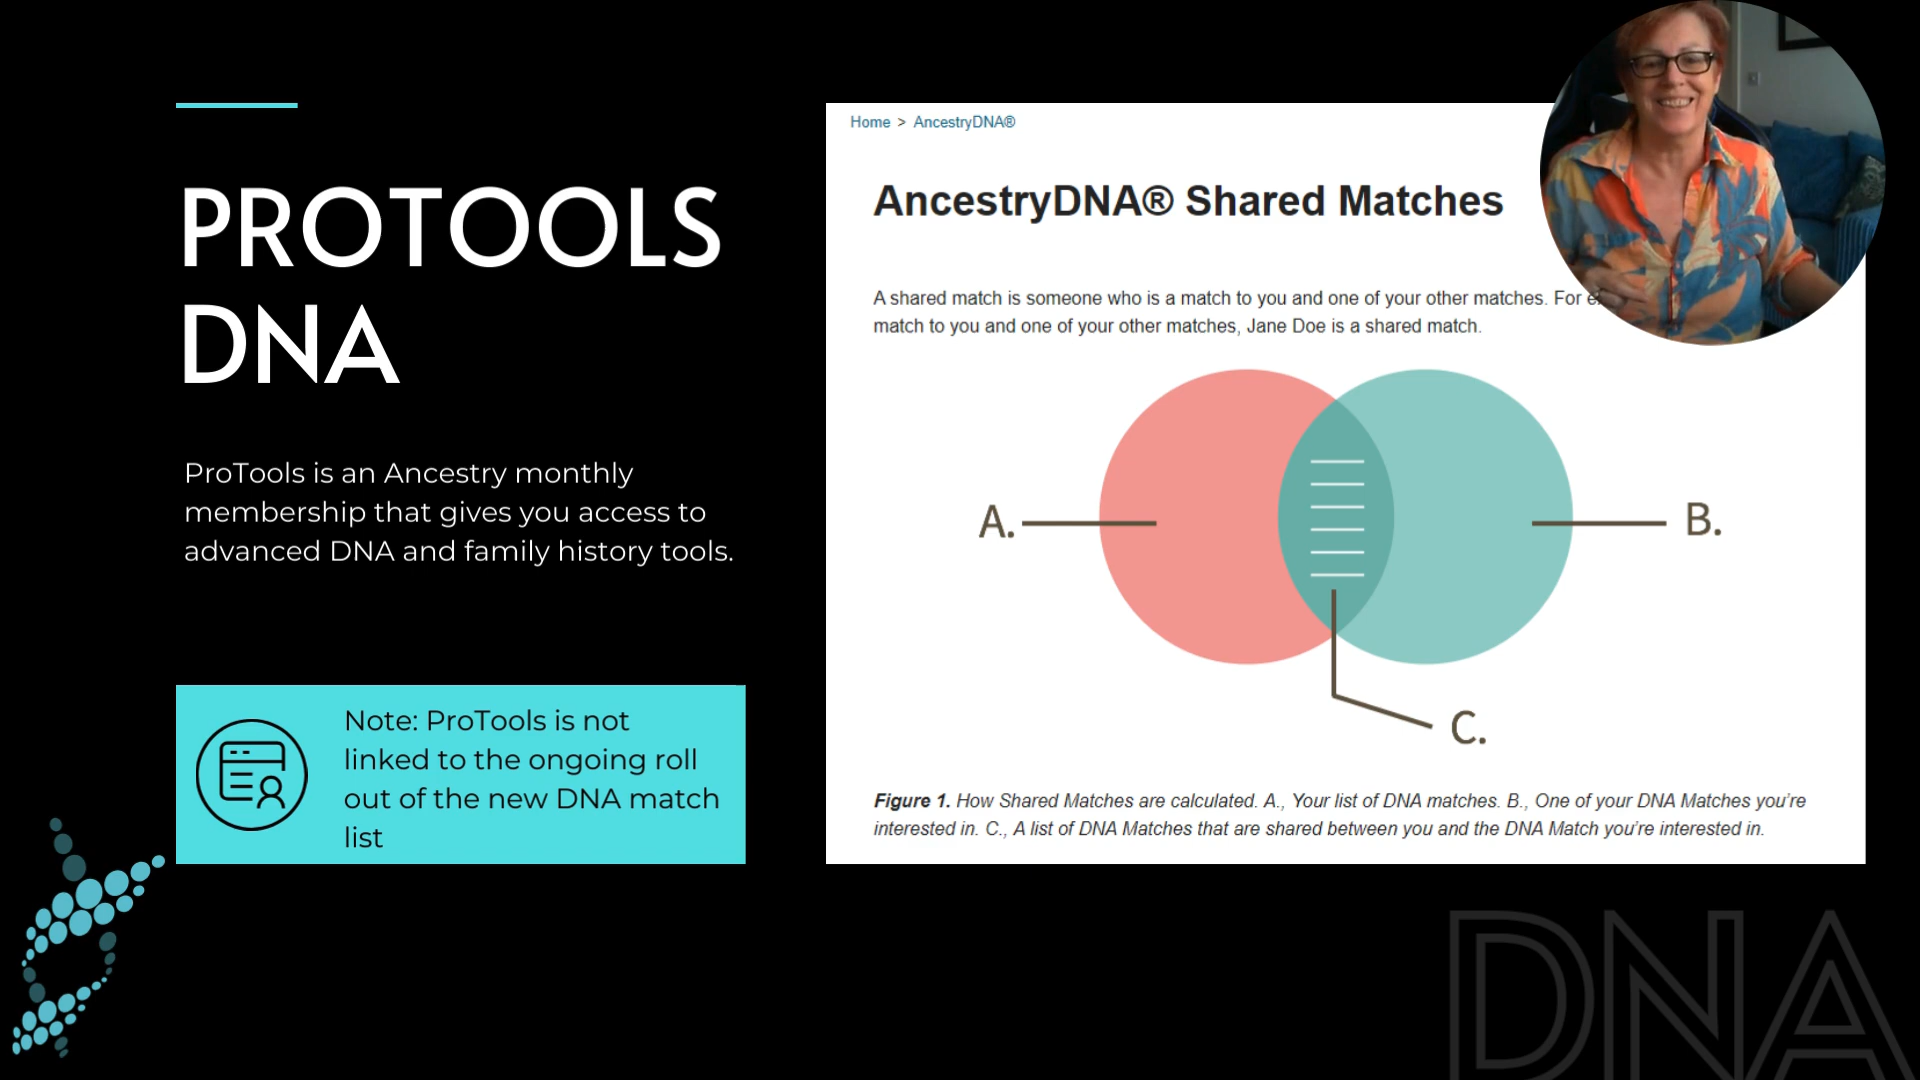 PROTOOLS
DNA
ProTools is an Ancestry monthly
membership that gives you access to
advanced DNA and family history tools.
Note: ProTools is not
linked to the ongoing roll
out of the new DNA match
list
Home > AncestryDNA®
AncestryDNA® Shared Matches
A shared match is someone who is a match to you and one of your other matches. For
match to you and one of your other matches, Jane Doe is a shared match.
A.
B.
C.
Figure 1. How Shared Matches are calculated. A., Your list of DNA matches. B., One of your DNA Matches you're
interested in. C., A list of DNA Matches that are shared between you and the DNA Match you're interested in.
DNA